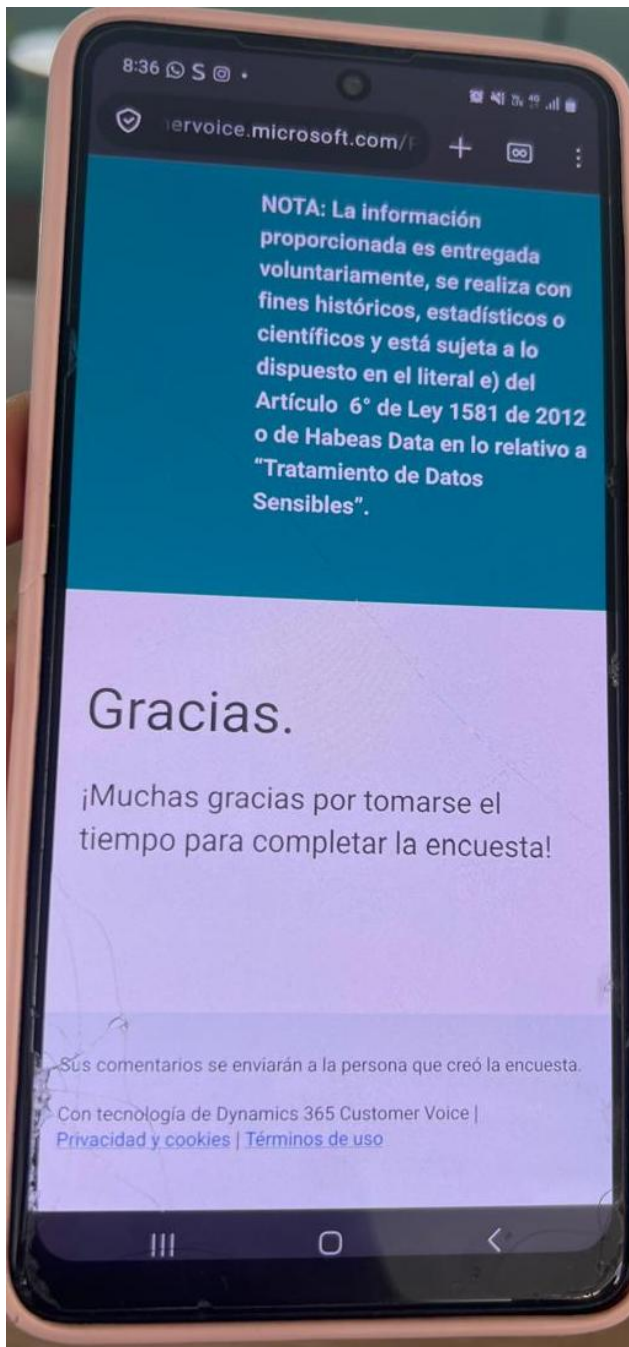 8:36
ervoice.microsoft.com/
NOTA: La información
proporcionada es entregada
voluntariamente, se realiza con
fines históricos, estadísticos o
científicos y está sujeta a lo
dispuesto en el literal e) del
Artículo 6° de Ley 1581 de 2012
o de Habeas Data en lo relativo a
“Tratamiento de Datos
Sensibles”.
Gracias.
¡Muchas gracias por tomarse el
tiempo para completar la encuesta!
Sus comentarios se enviarán a la persona que creó la encuesta.
Con tecnología de Dynamics 365 Customer Voice |
Privacidad y cookies | Términos de uso